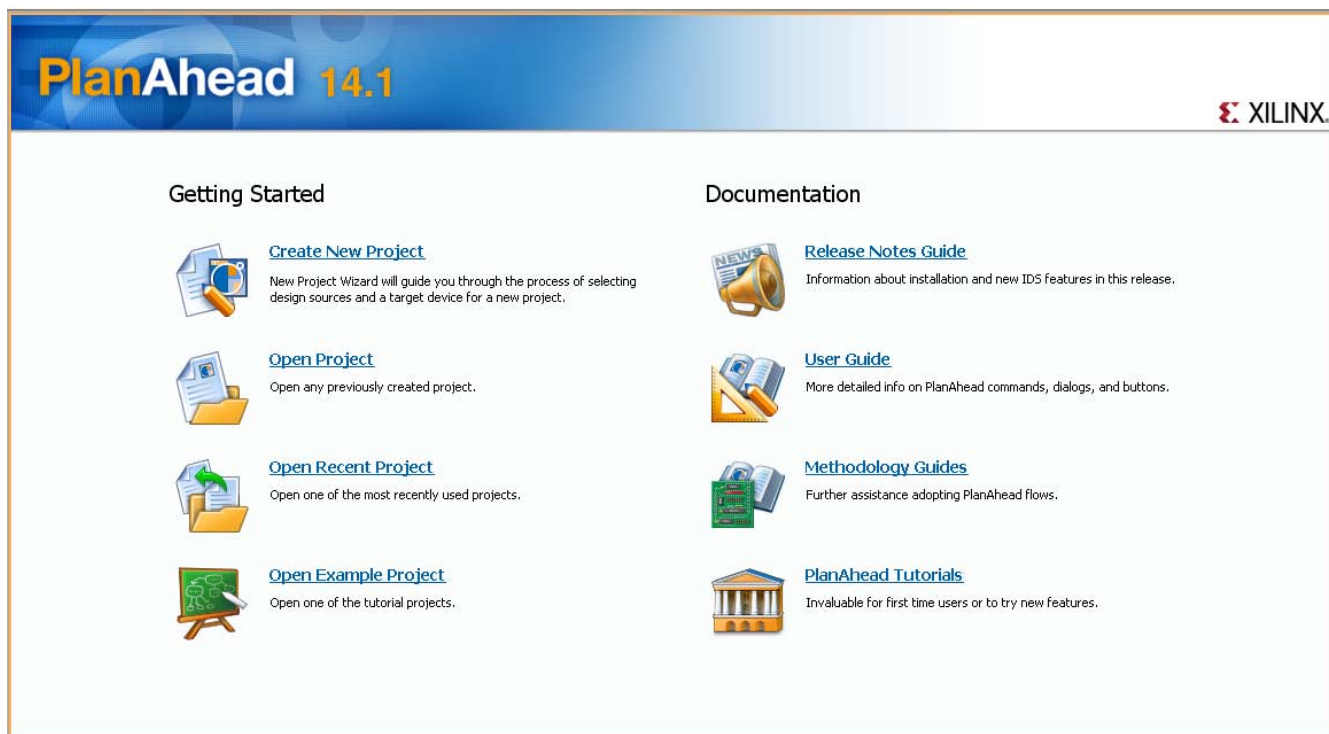 PlanAhead 14.1
XILINX
Getting Started
Create New Project
New Project Wizard will guide you through the process of selecting
design sources and a target device for a new project.
Open Project
Open any previously created project.
Open Recent Project
Open one of the most recently used projects.
Open Example Project
Open one of the tutorial projects.
Documentation
NEWS
Release Notes Guide
Information about installation and new IDS features in this release.
User Guide
More detailed info on PlanAhead commands, dialogs, and buttons.
Methodology Guides
Further assistance adopting PlanAhead flows.
PlanAhead Tutorials
Invaluable for first time users or to try new features.